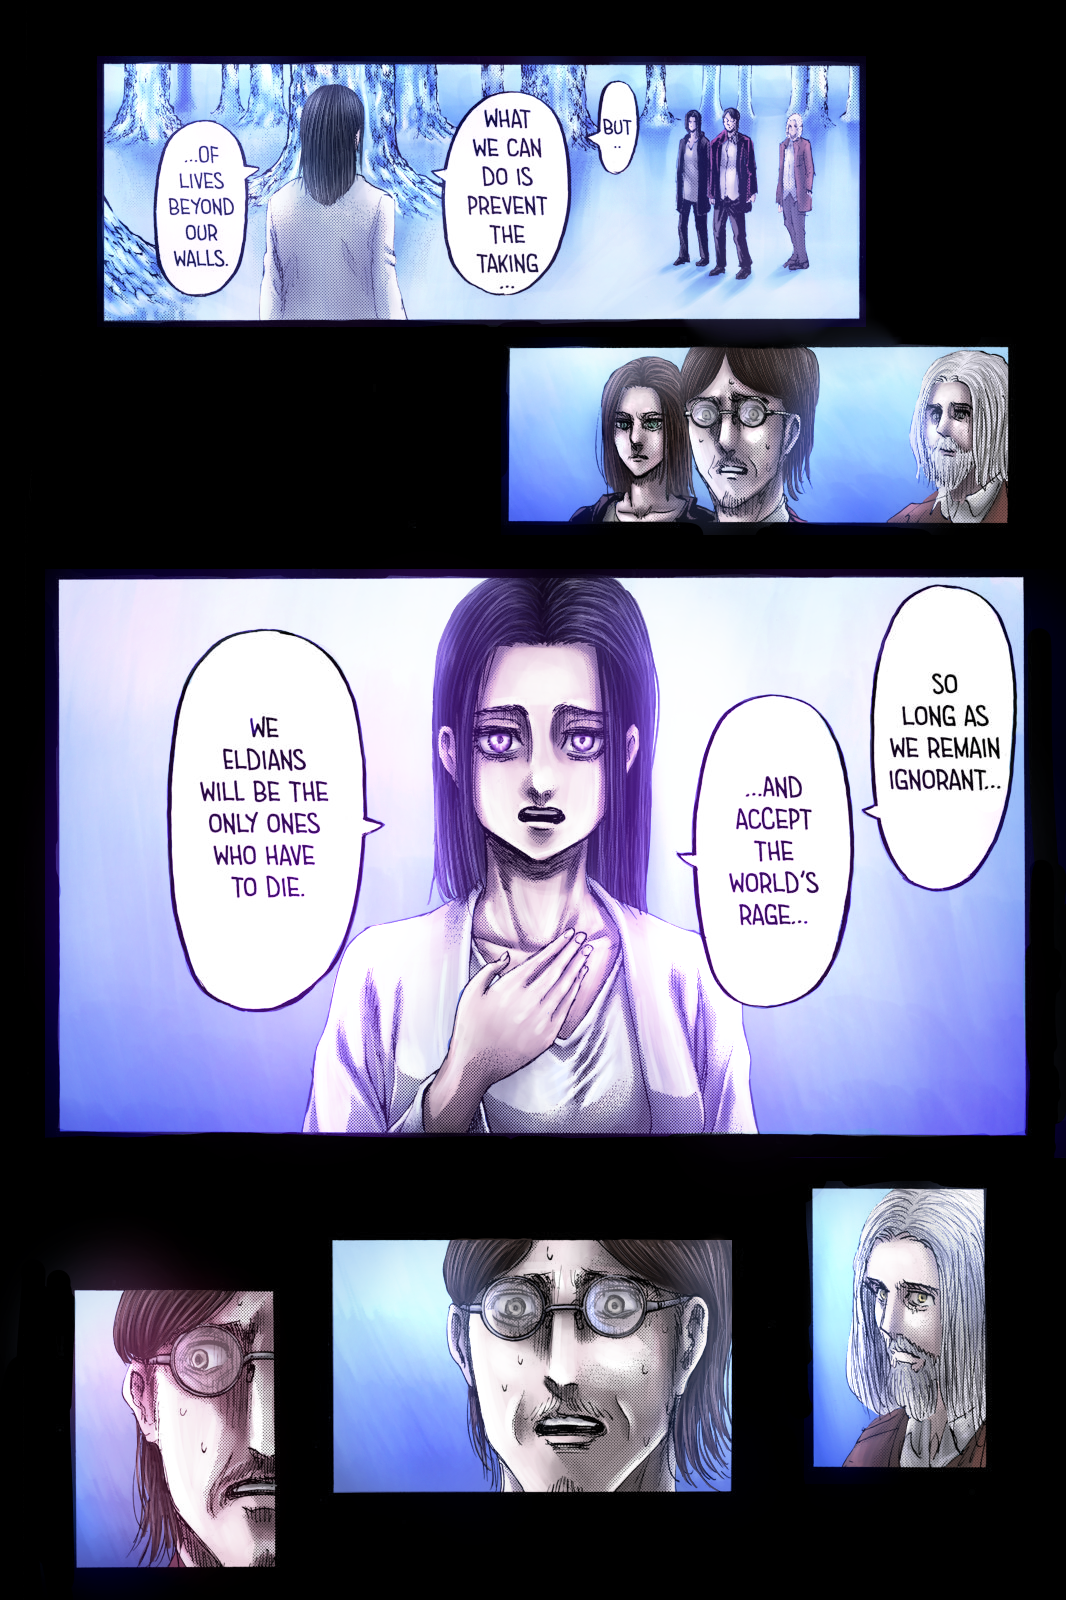 BUT
..
WHAT
WE CAN
DO IS
PREVENT
THE
TAKING
...
...OF
LIVES
BEYOND
OUR
WALLS.
SO
LONG AS
WE REMAIN
IGNORANT...
...AND
ACCEPT
THE
WORLD'S
RAGE...
WE
ELDIANS
WILL BE THE
ONLY ONES
WHO HAVE
TO DIE.